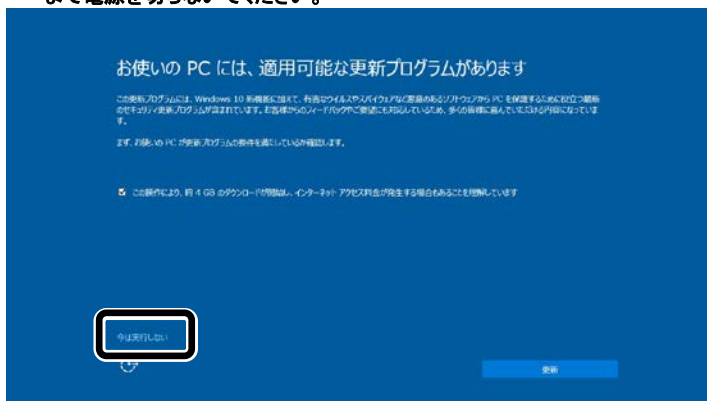 まで電源を切らないでください。
お使いの PC には、適用可能な更新プログラムがあります
この更新プログラムには、Windows 10 新機能に加えて、有害なウイルスやスパイウェアなど悪意のあるソフトウェアから PC を保護するために役立つ最新
のセキュリティ更新プログラムが含まれています。お客様からのフィードバックやご要望にも対応しているため、多くの皆様に喜んでいただける内容になっていま
す。
まず、お使いの PC が更新プログラムの要件を満たしているか確認します。
この操作により、約 4 GB のダウンロードが開始し、インターネット アクセス料金が発生する場合もあることを理解しています
今は実行しない
更新